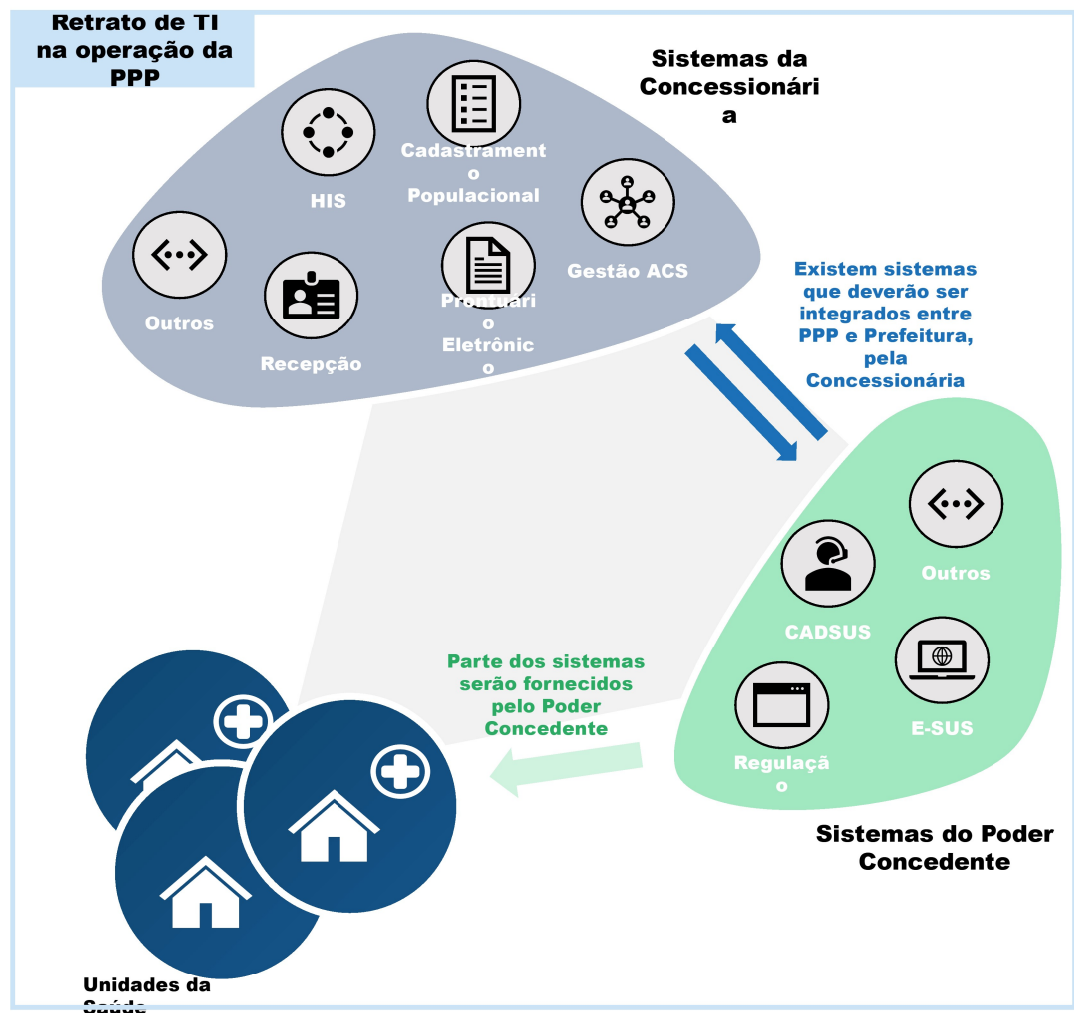 Retrato de TI
na operação da
PPP
Sistemas da
Concessionári
a
Cadastrament
o
Populacional
HIS
Gestão ACS
Outros
Recepção
Prontuári
o
Eletrônic
o
Existem sistemas
que deverão ser
integrados entre
PPP e Prefeitura,
pela
Concessionária
Outros
CADSUS
E-SUS
Regulaçã
o
Parte dos sistemas
serão fornecidos
pelo Poder
Concedente
Sistemas do Poder
Concedente
Unidades da
Saúde